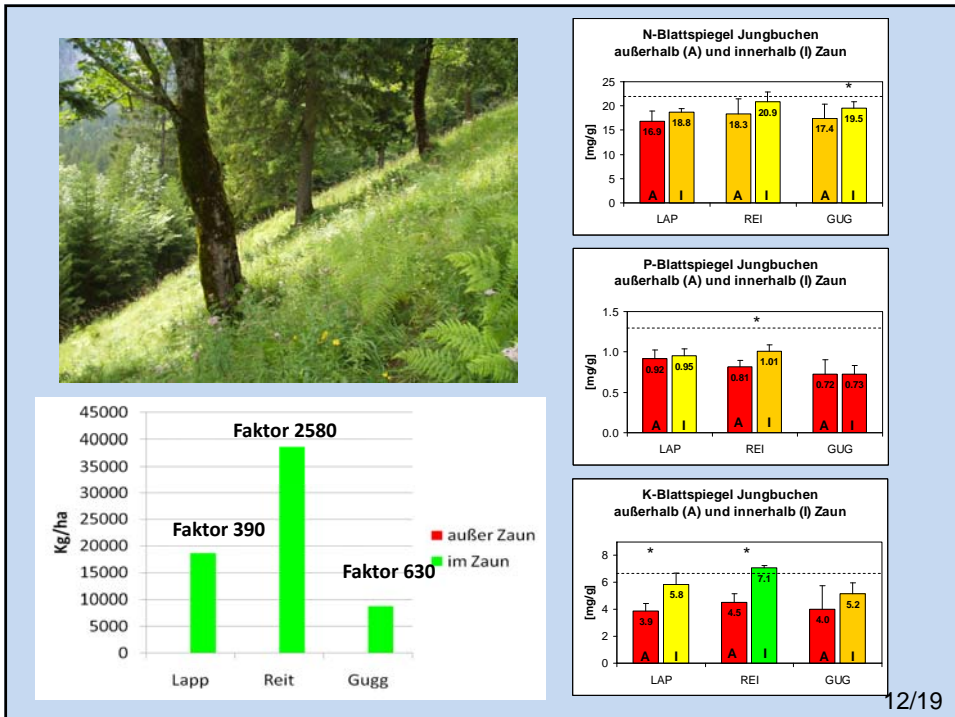 N-Blattspiegel Jungbuchen
außerhalb (A) und innerhalb (I) Zaun
[mg/g]
25
20
15
10
5
0
*
16.9
18.8
18.3
20.9
17.4
19.5
A I A I A I
LAP REI GUG
P-Blattspiegel Jungbuchen
außerhalb (A) und innerhalb (I) Zaun
[mg/g]
1.5
1.0
0.5
0.0
*
0.92
0.95
0.81
1.01
0.72
0.73
A I A I A I
LAP REI GUG
45000
40000
35000
30000
25000
20000
15000
10000
5000
0
Kg/ha
Faktor 2580
Faktor 390
Faktor 630
außer Zaun
im Zaun
Lapp Reit Gugg
K-Blattspiegel Jungbuchen
außerhalb (A) und innerhalb (I) Zaun
[mg/g]
8
6
4
2
0
* *
3.9
5.8
4.5
7.1
4.0
5.2
A I A I A I
LAP REI GUG
12/19